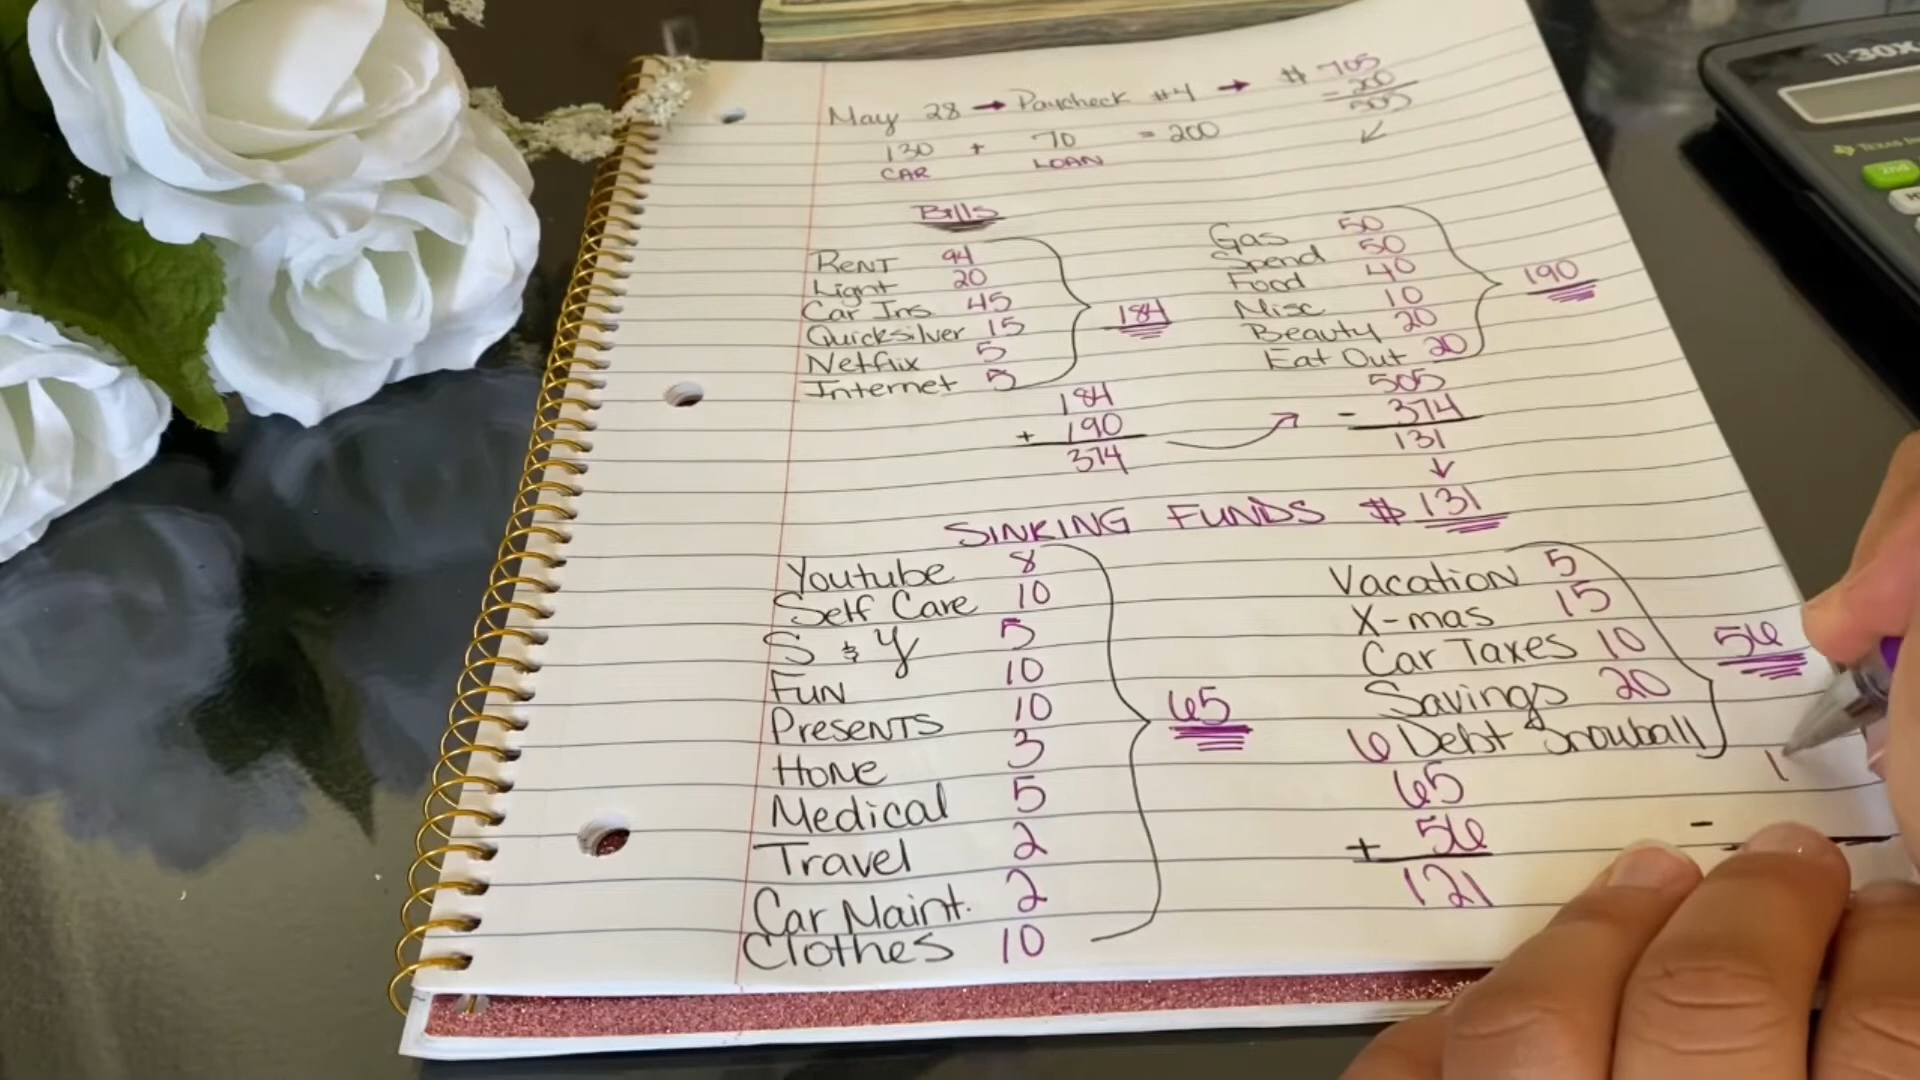 May 28 → Paycheck #4 → $ 705
- 200
505
130 + 70 = 200
CAR LOAN
Bills
RENT 94
Light 20
Car Ins 45
Quicksilver 15
Netflix 5
Internet 5
184
Gas 50
Spend 50
Food 40
Misc 10
Beauty 20
Eat Out 20
190
184
+ 190
374
505
- 374
131
SINKING FUNDS $131
Youtube 8
Self Care 10
S & Y 5
FUN 10
PRESENTS 10
HOME 3
Medical 5
Travel 2
Car Maint. 2
Clothes 10
65
Vacation 5
X-mas 15
Car Taxes 10
Savings 20
6 Debt Snowball
56
65
+ 56
121
1
-
TI-30X
2nd